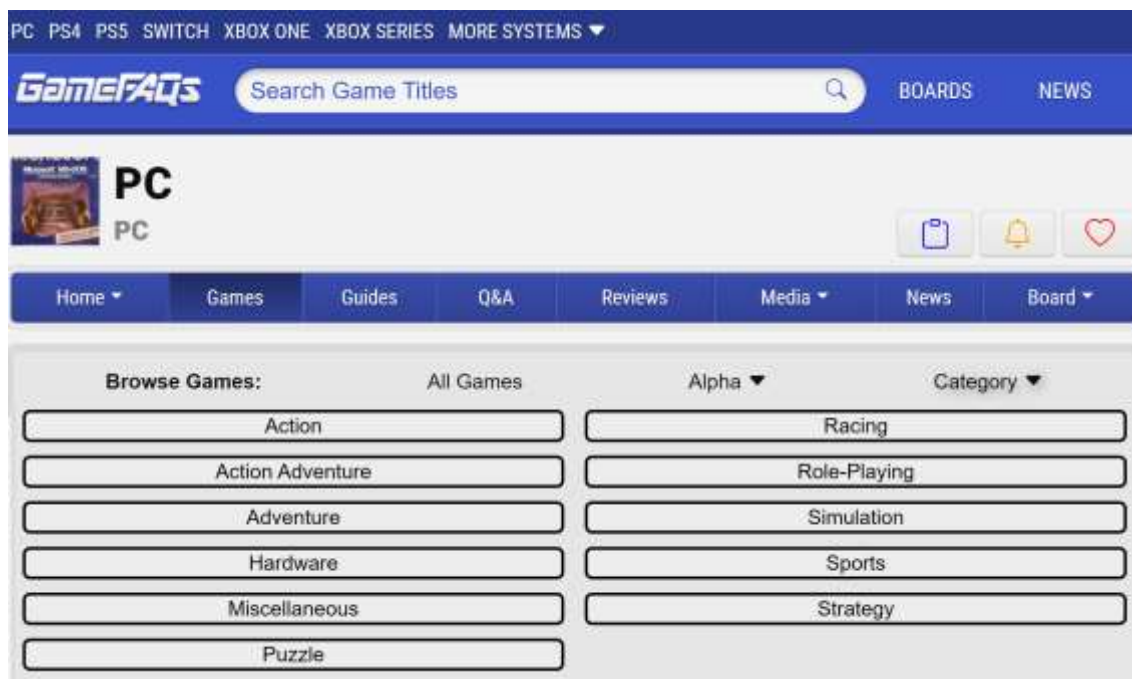 PC PS4 PS5 SWITCH XBOX ONE XBOX SERIES MORE SYSTEMS
GameFAQs Search Game Titles BOARDS NEWS
PC
PC
Home Games Guides Q&A Reviews Media News Board
Browse Games: All Games Alpha Category
Action Racing
Action Adventure Role-Playing
Adventure Simulation
Hardware Sports
Miscellaneous Strategy
Puzzle